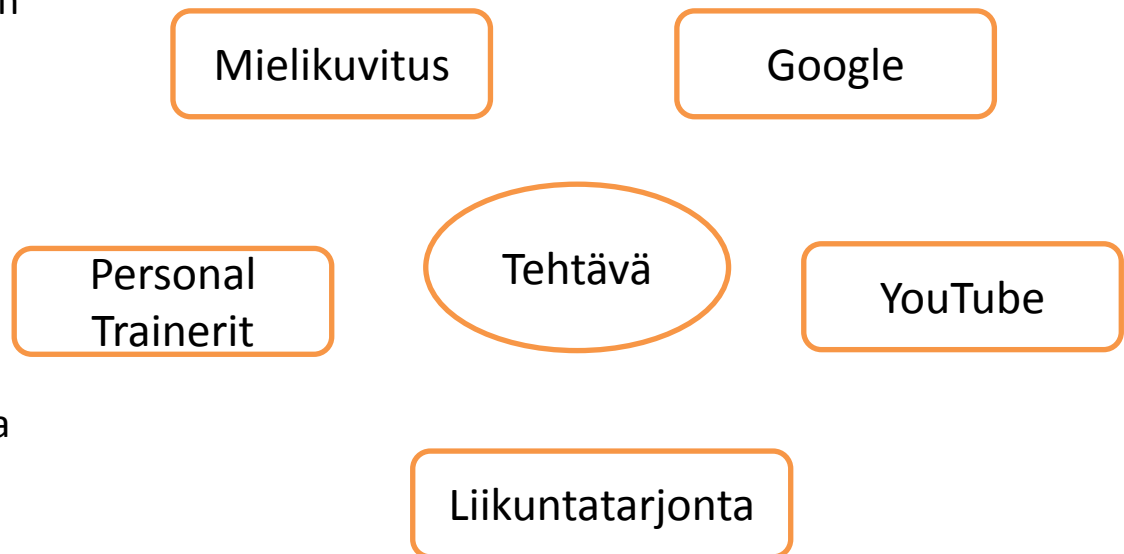 Mielikuvitus
Google
Tehtävä
Personal
Trainerit
YouTube
a
Liikuntatarjonta